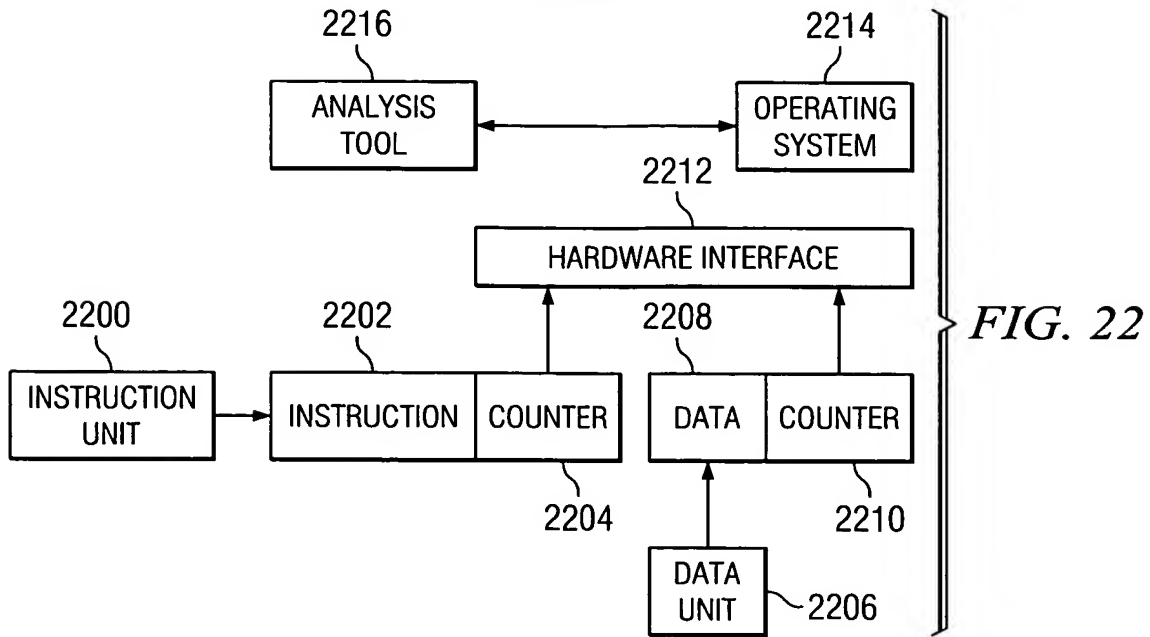 2216
2214
ANALYSIS
TOOL
OPERATING
SYSTEM
2212
HARDWARE INTERFACE
2200
2202
2208
FIG. 22
INSTRUCTION
UNIT
INSTRUCTION
COUNTER
DATA
COUNTER
2204
2210
DATA
UNIT
2206